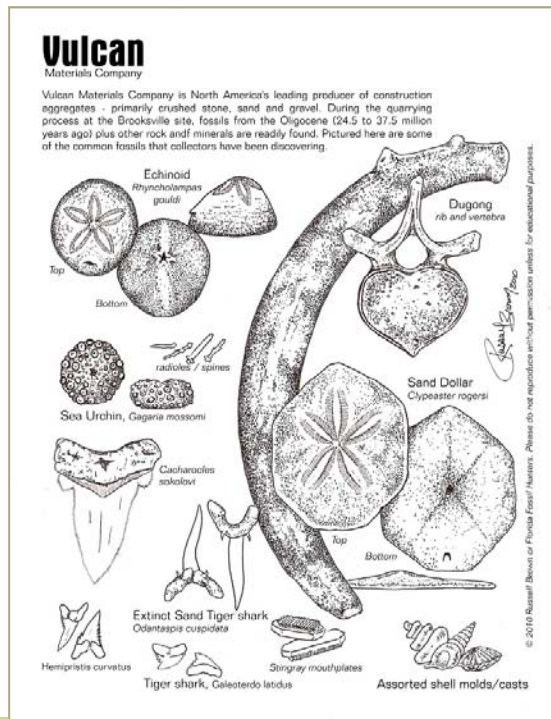 Vulcan
Materials Company
Vulcan Materials Company is North America's leading producer of construction
aggregates - primarily crushed stone, sand and gravel. During the quarrying
process at the Brooksville site, fossils from the Oligocene (24.5 to 37.5 million
years ago) plus other rock andf minerals are readily found. Pictured here are some
of the common fossils that collectors have been discovering.
Echinoid
Rhyncholampas
gouldi
Top
Bottom
Dugong
rib and vertebra
radioles / spines
Sea Urchin, Gagaria mossomi
Sand Dollar
Clypeaster rogersi
Top
Bottom
Cacharocles
sokolovi
Extinct Sand Tiger shark
Odantaspis cuspidata
Hemipristis curvatus
Tiger shark, Galeoterdo latidus
Stingray mouthplates
Assorted shell molds/casts
© 2010 Russell Brown or Florida Fossil Hunters. Please do not reproduce without permission unless for educational purposes.